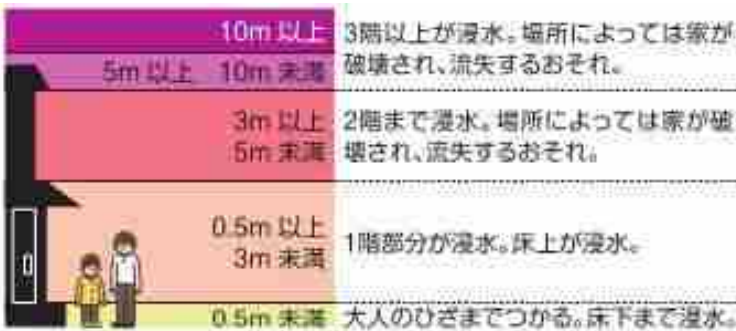 10m 以上
3階以上が浸水。場所によっては家が
5m 以上 10m 未満
破壊され、流失するおそれ。
3m 以上
5m 未満
2階まで浸水。場所によっては家が破
壊され、流失するおそれ。
0.5m 以上
3m 未満
1階部分が浸水。床上が浸水。
0.5m 未満
大人のひざまでつかる。床下まで浸水。